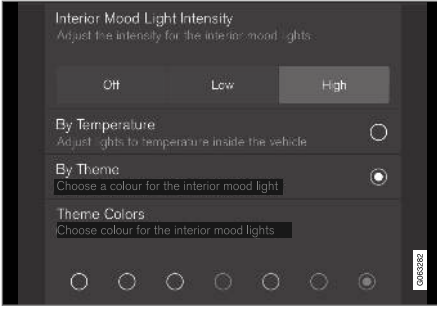 Interior Mood Light Intensity
Adjust the intensity for the interior mood lights
Off Low High
By Temperature
Adjust lights to temperature inside the vehicle
By Theme
Choose a colour for the interior mood light
Theme Colors
Choose colour for the interior mood lights
G063282